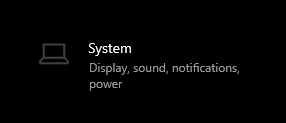 System
Display, sound, notifications,
power